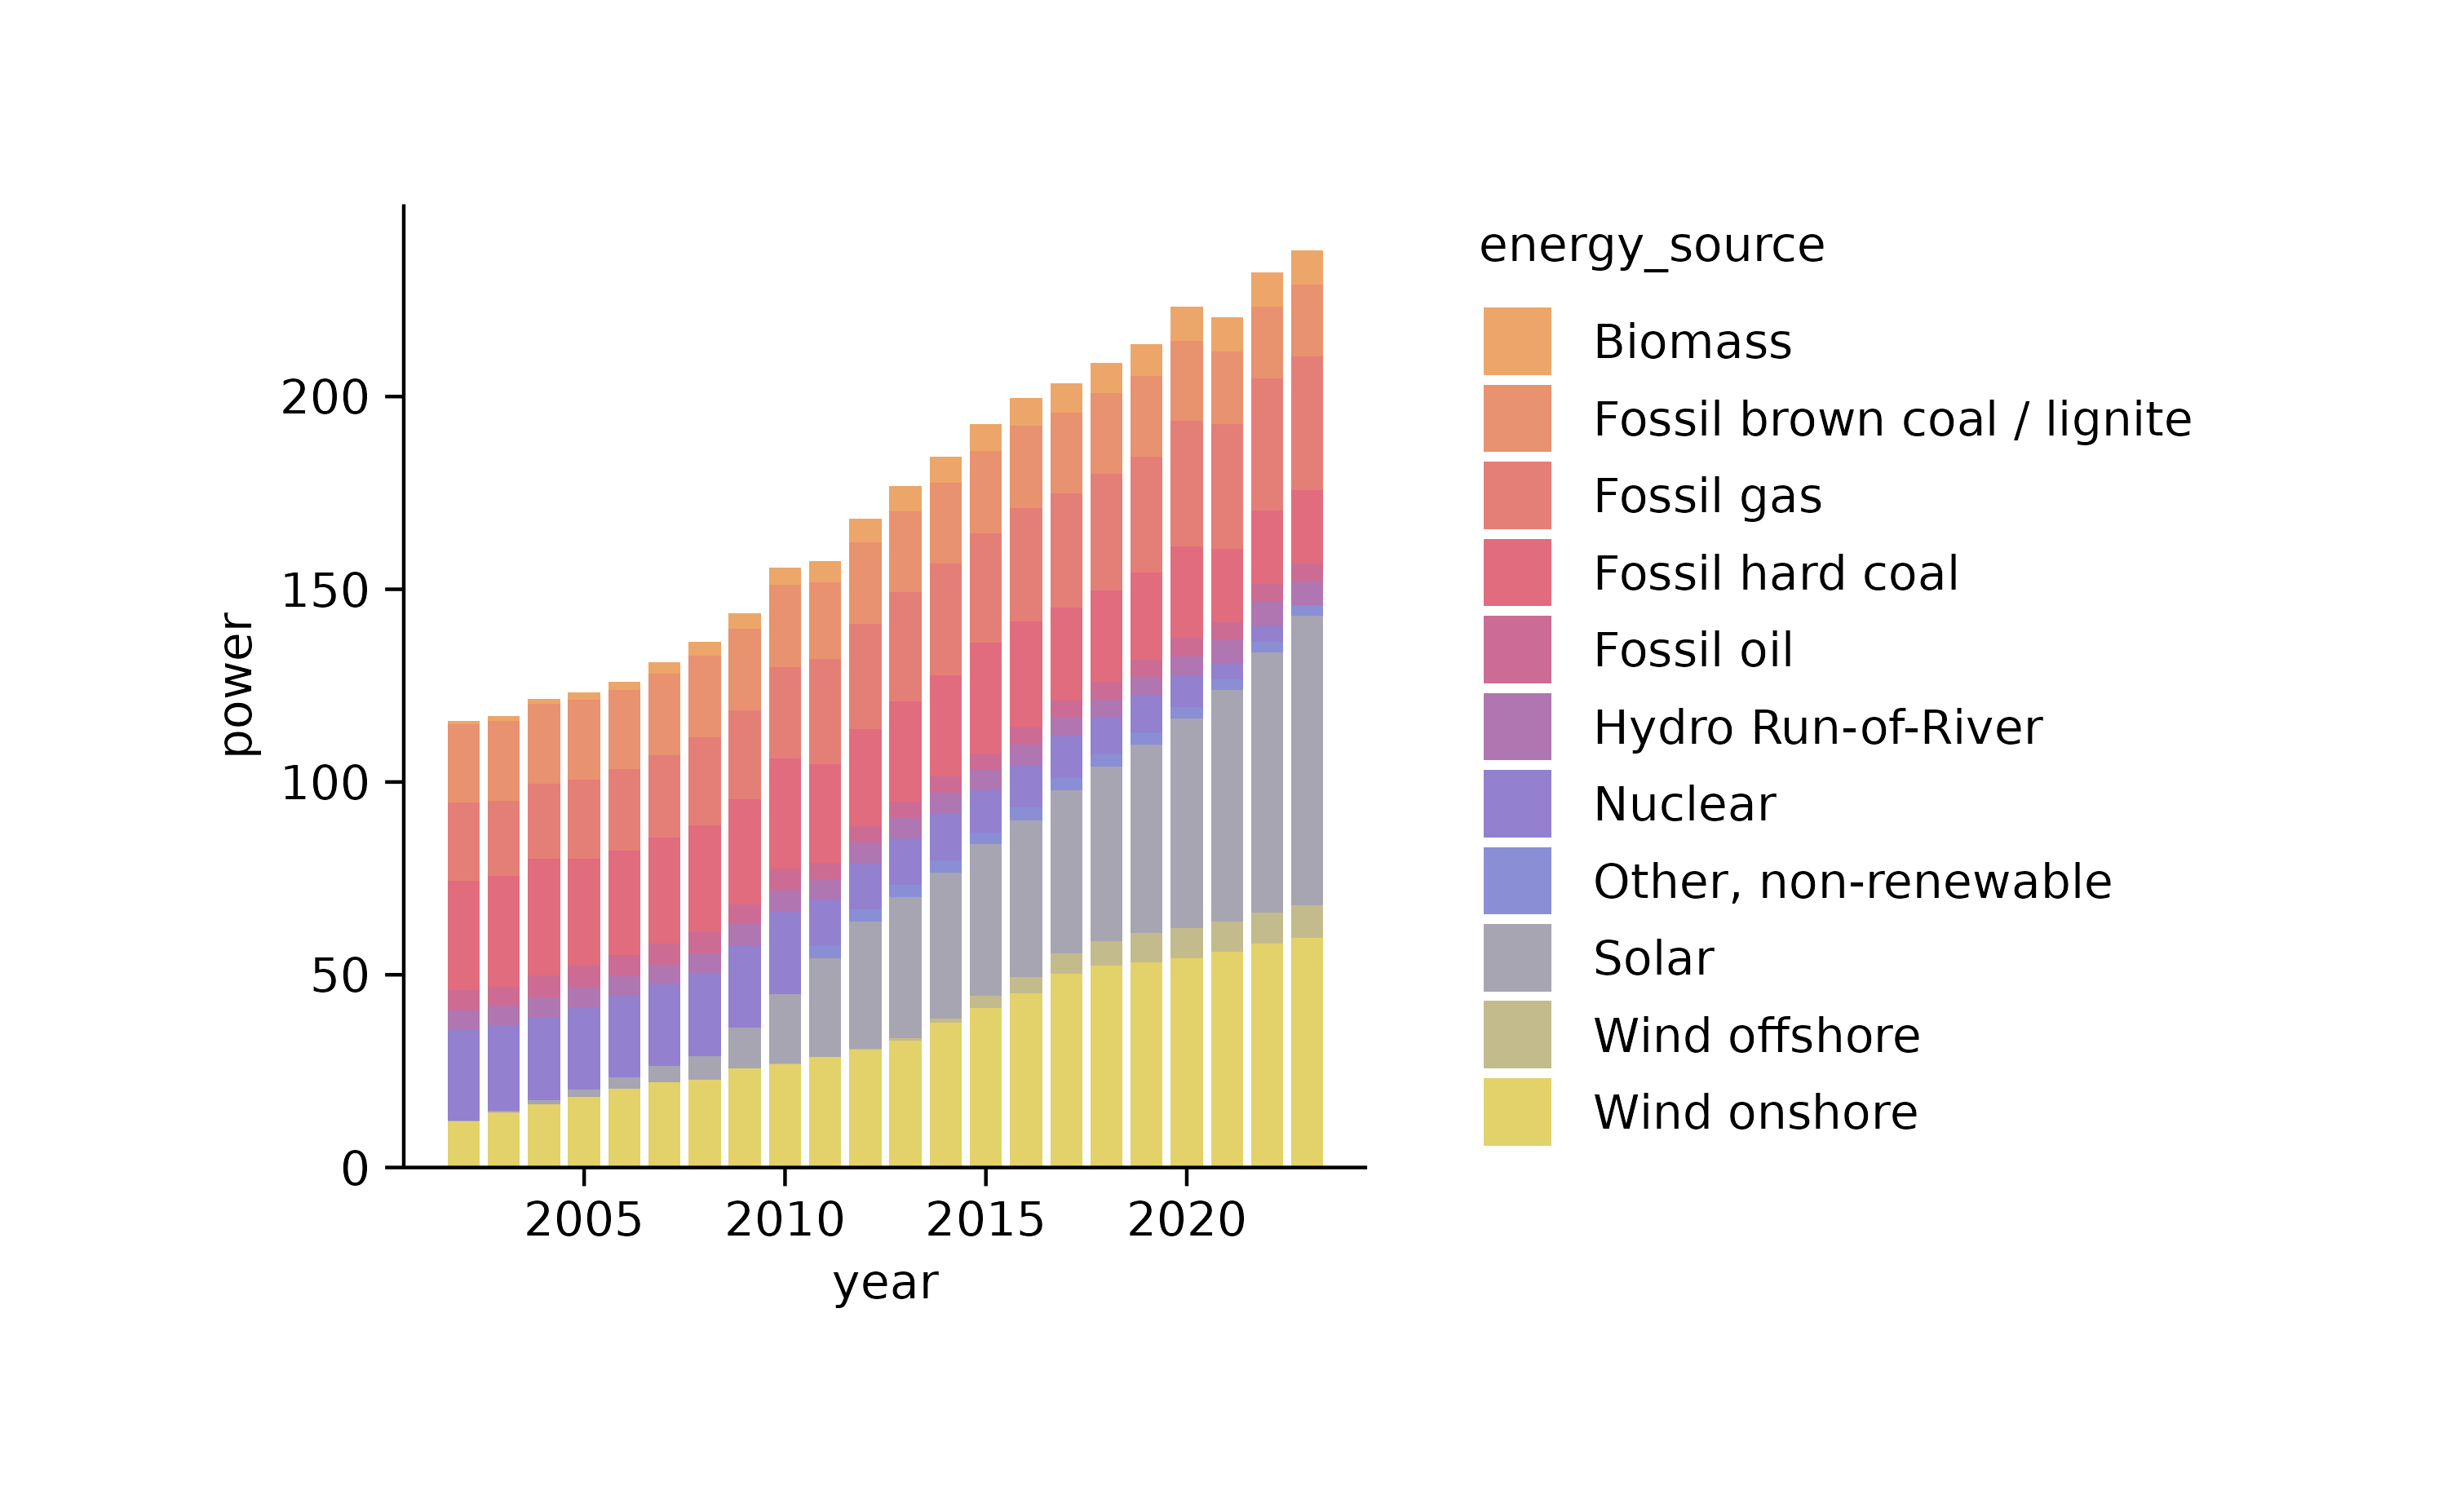 energy_source
Biomass
Fossil brown coal / lignite
Fossil gas
Fossil hard coal
Fossil oil
Hydro Run-of-River
Nuclear
Other, non-renewable
Solar
Wind offshore
Wind onshore
power
200
150
100
50
0
2005 2010 2015 2020
year